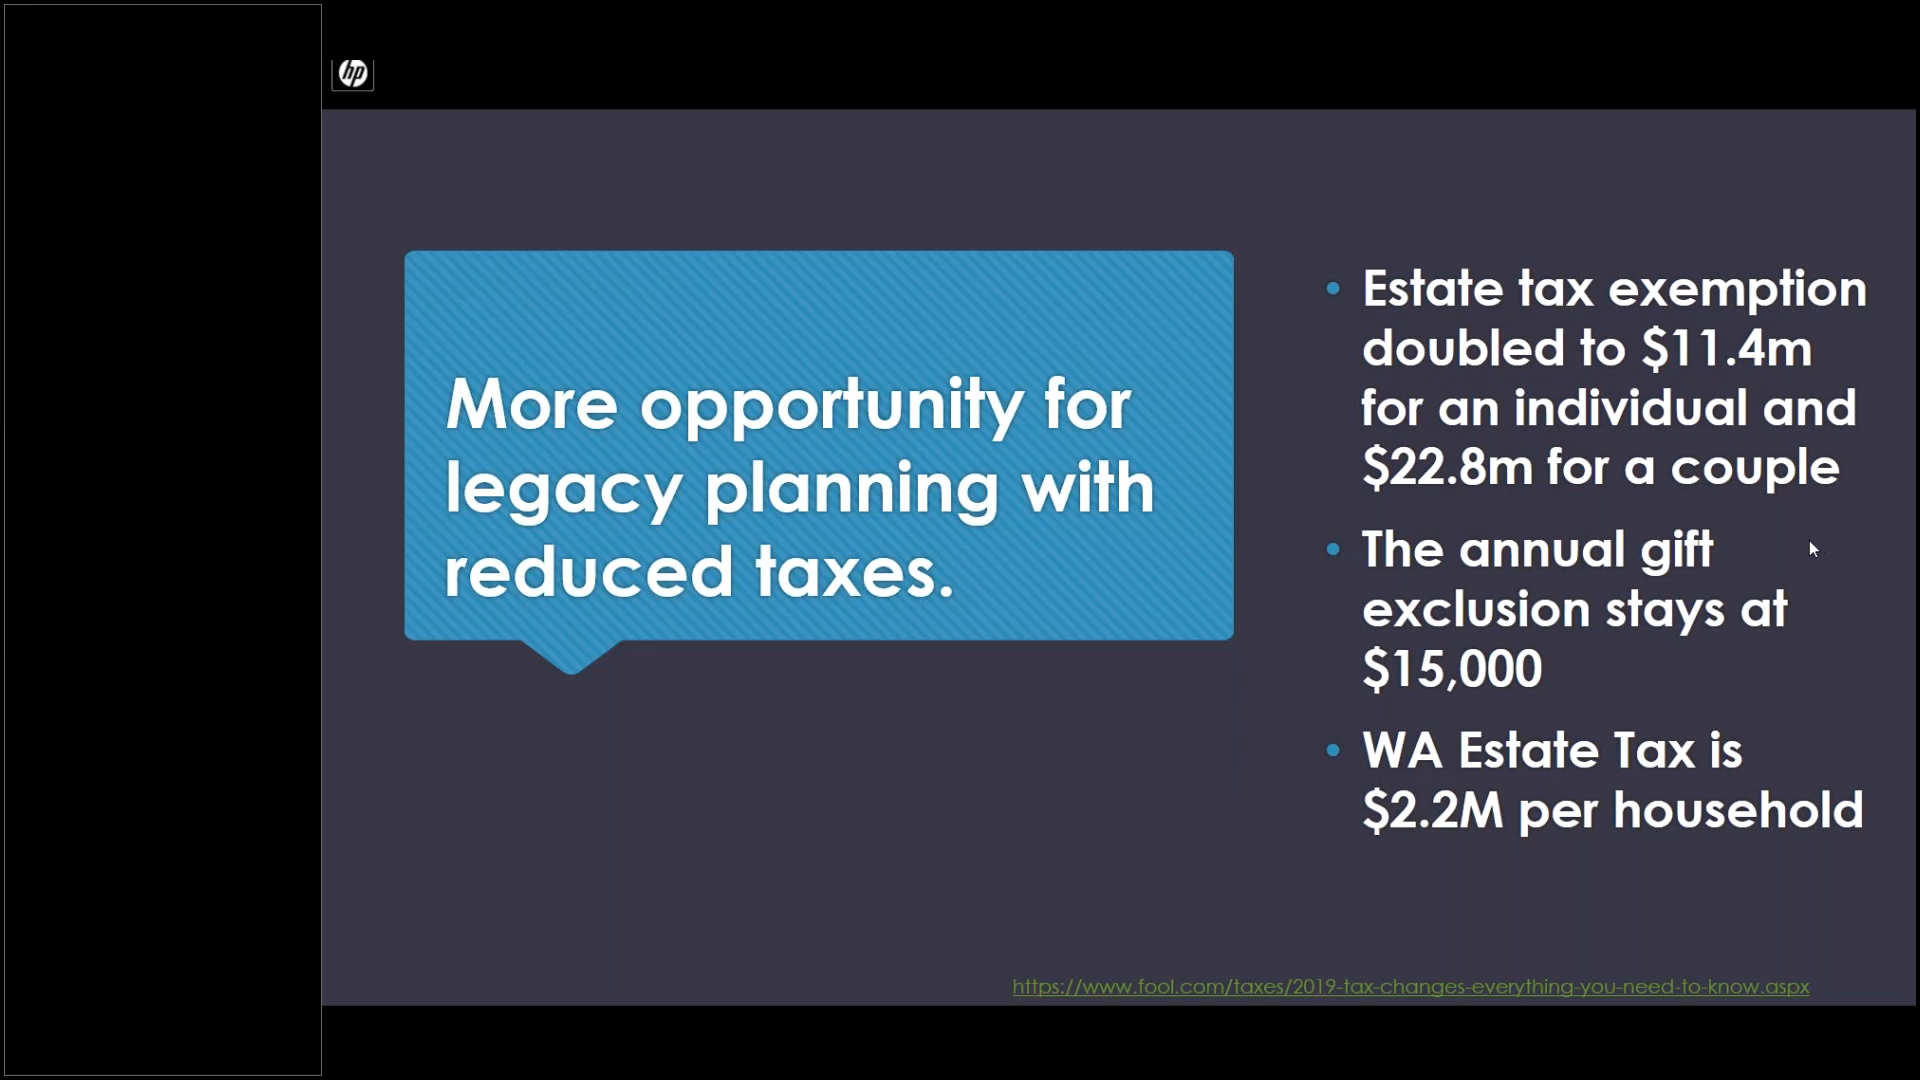 hp
More opportunity for
legacy planning with
reduced taxes.
• Estate tax exemption
doubled to $11.4m
for an individual and
$22.8m for a couple
• The annual gift
exclusion stays at
$15,000
• WA Estate Tax is
$2.2M per household
https://www.fool.com/taxes/2019-tax-changes-everything-you-need-to-know.aspx